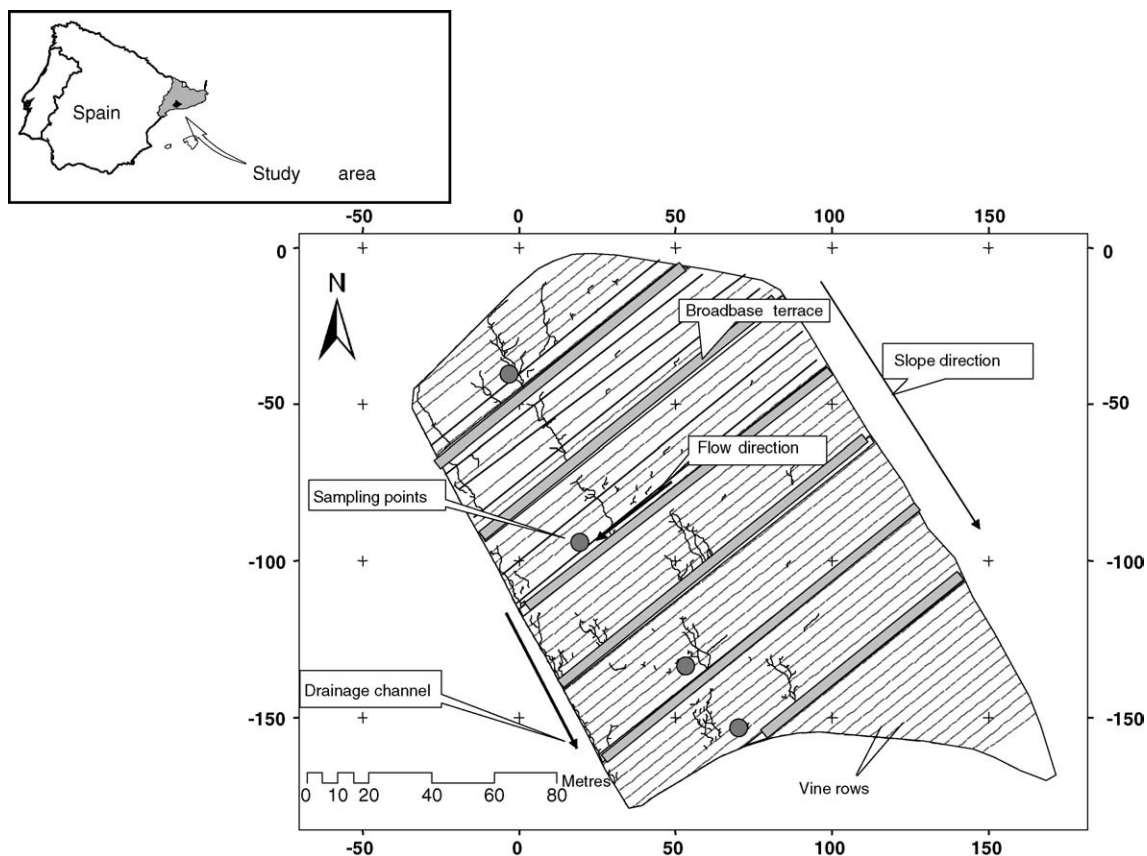 Spain
Study area
-50 0 50 100 150
0 0
N
Broadbase terrace
Slope direction
-50 -50
Flow direction
Sampling points
-100 -100
Drainage channel
-150 -150
Metres
0 10 20 40 60 80
Vine rows
-50 0 50 100 150